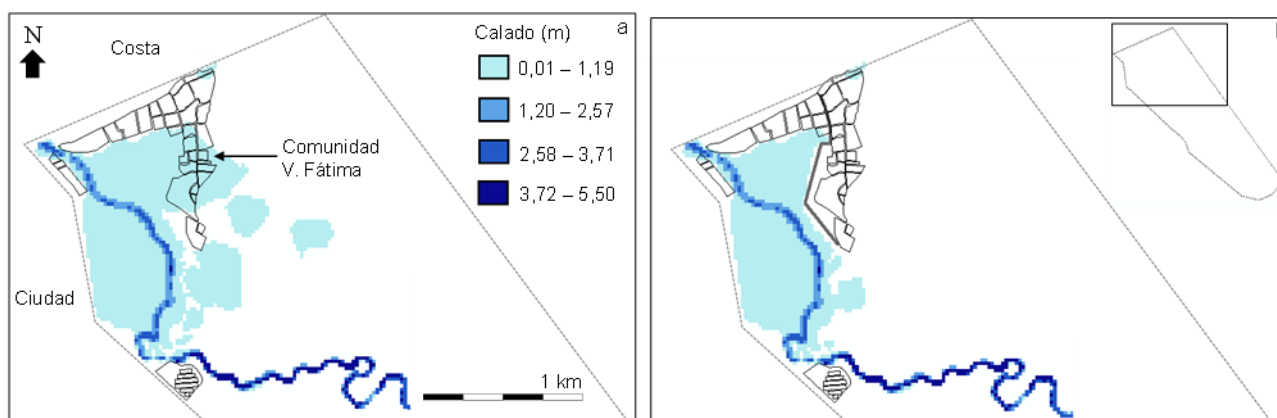 N
Costa
Calado (m)
a
0,01 – 1,19
1,20 – 2,57
2,58 – 3,71
3,72 – 5,50
Comunidad
V. Fátima
Ciudad
1 km